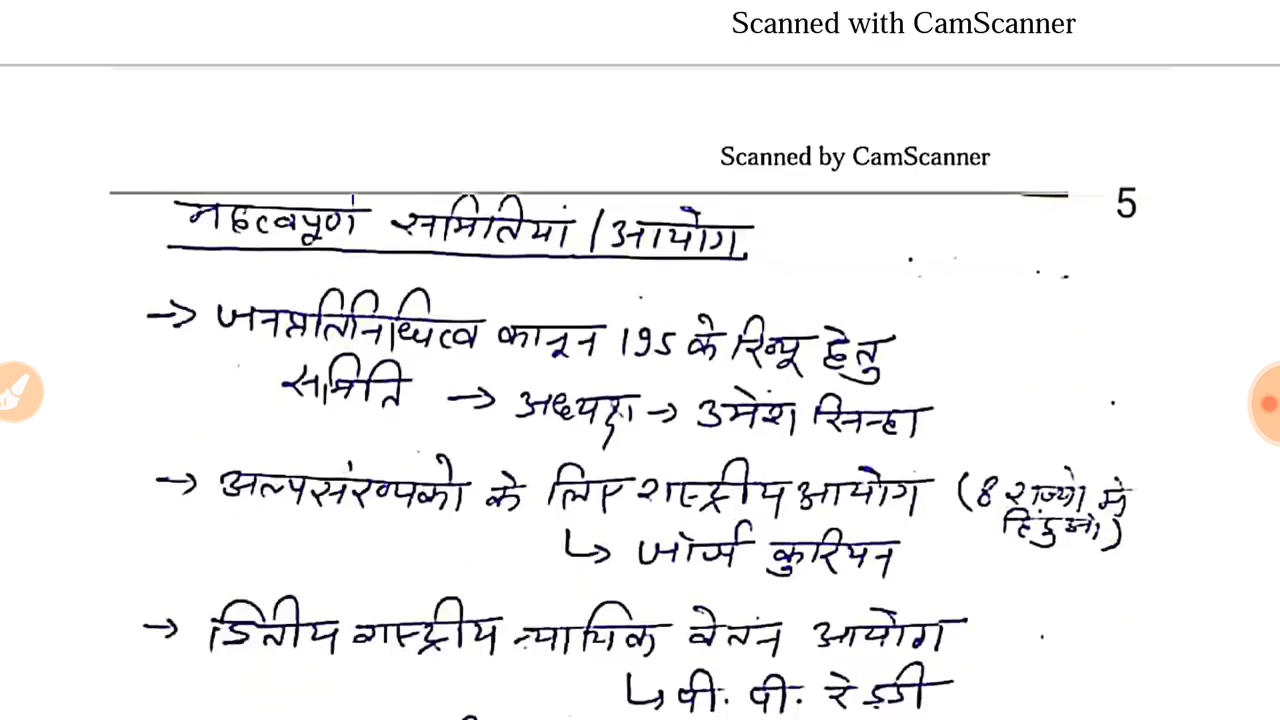 Scanned with CamScanner
Scanned by CamScanner
5
महत्वपूर्ण समितियां / आयोग
→ जनप्रतिनिधित्व कानून 195 के रिव्यू हेतु
समिति → अध्यक्ष → उमेश सिन्हा
→ अल्पसंख्यको के लिए राष्ट्रीय आयोग (8 राज्यो मे
हिंदुओ)
↳ जॉर्ज कुरियन
→ द्वितीय राष्ट्रीय न्यायिक वेतन आयोग
↳ पी. वी. रेड्डी